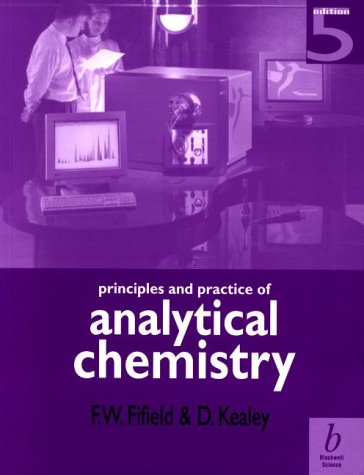 edition
5
principles and practice of
analytical
chemistry
F.W. Fifield & D. Kealey
b
Blackwell
Science